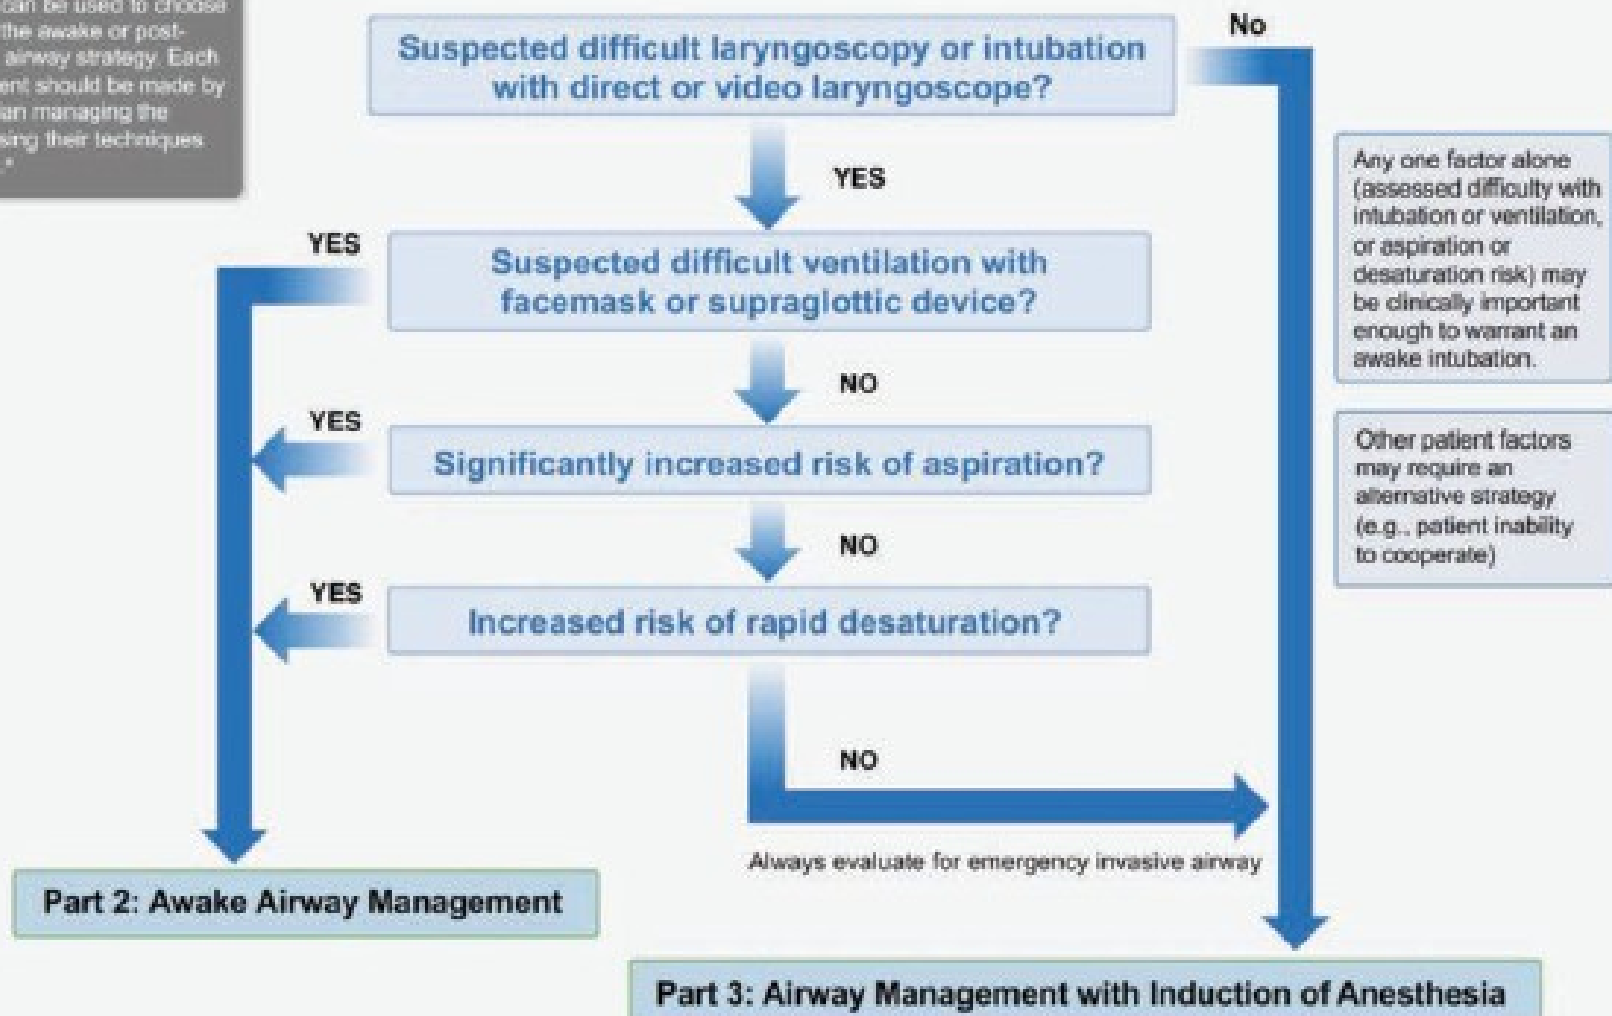 can be used to choose
the awake or post-
airway strategy. Each
ent should be made by
an managing the
sing their techniques
Suspected difficult laryngoscopy or intubation
with direct or video laryngoscope?
No
YES
Any one factor alone
(assessed difficulty with
intubation or ventilation,
or aspiration or
desaturation risk) may
be clinically important
enough to warrant an
awake intubation.
YES
Suspected difficult ventilation with
facemask or supraglottic device?
NO
YES
Significantly increased risk of aspiration?
Other patient factors
may require an
alternative strategy
(e.g., patient inability
to cooperate)
NO
YES
Increased risk of rapid desaturation?
NO
Always evaluate for emergency invasive airway
Part 2: Awake Airway Management
Part 3: Airway Management with Induction of Anesthesia